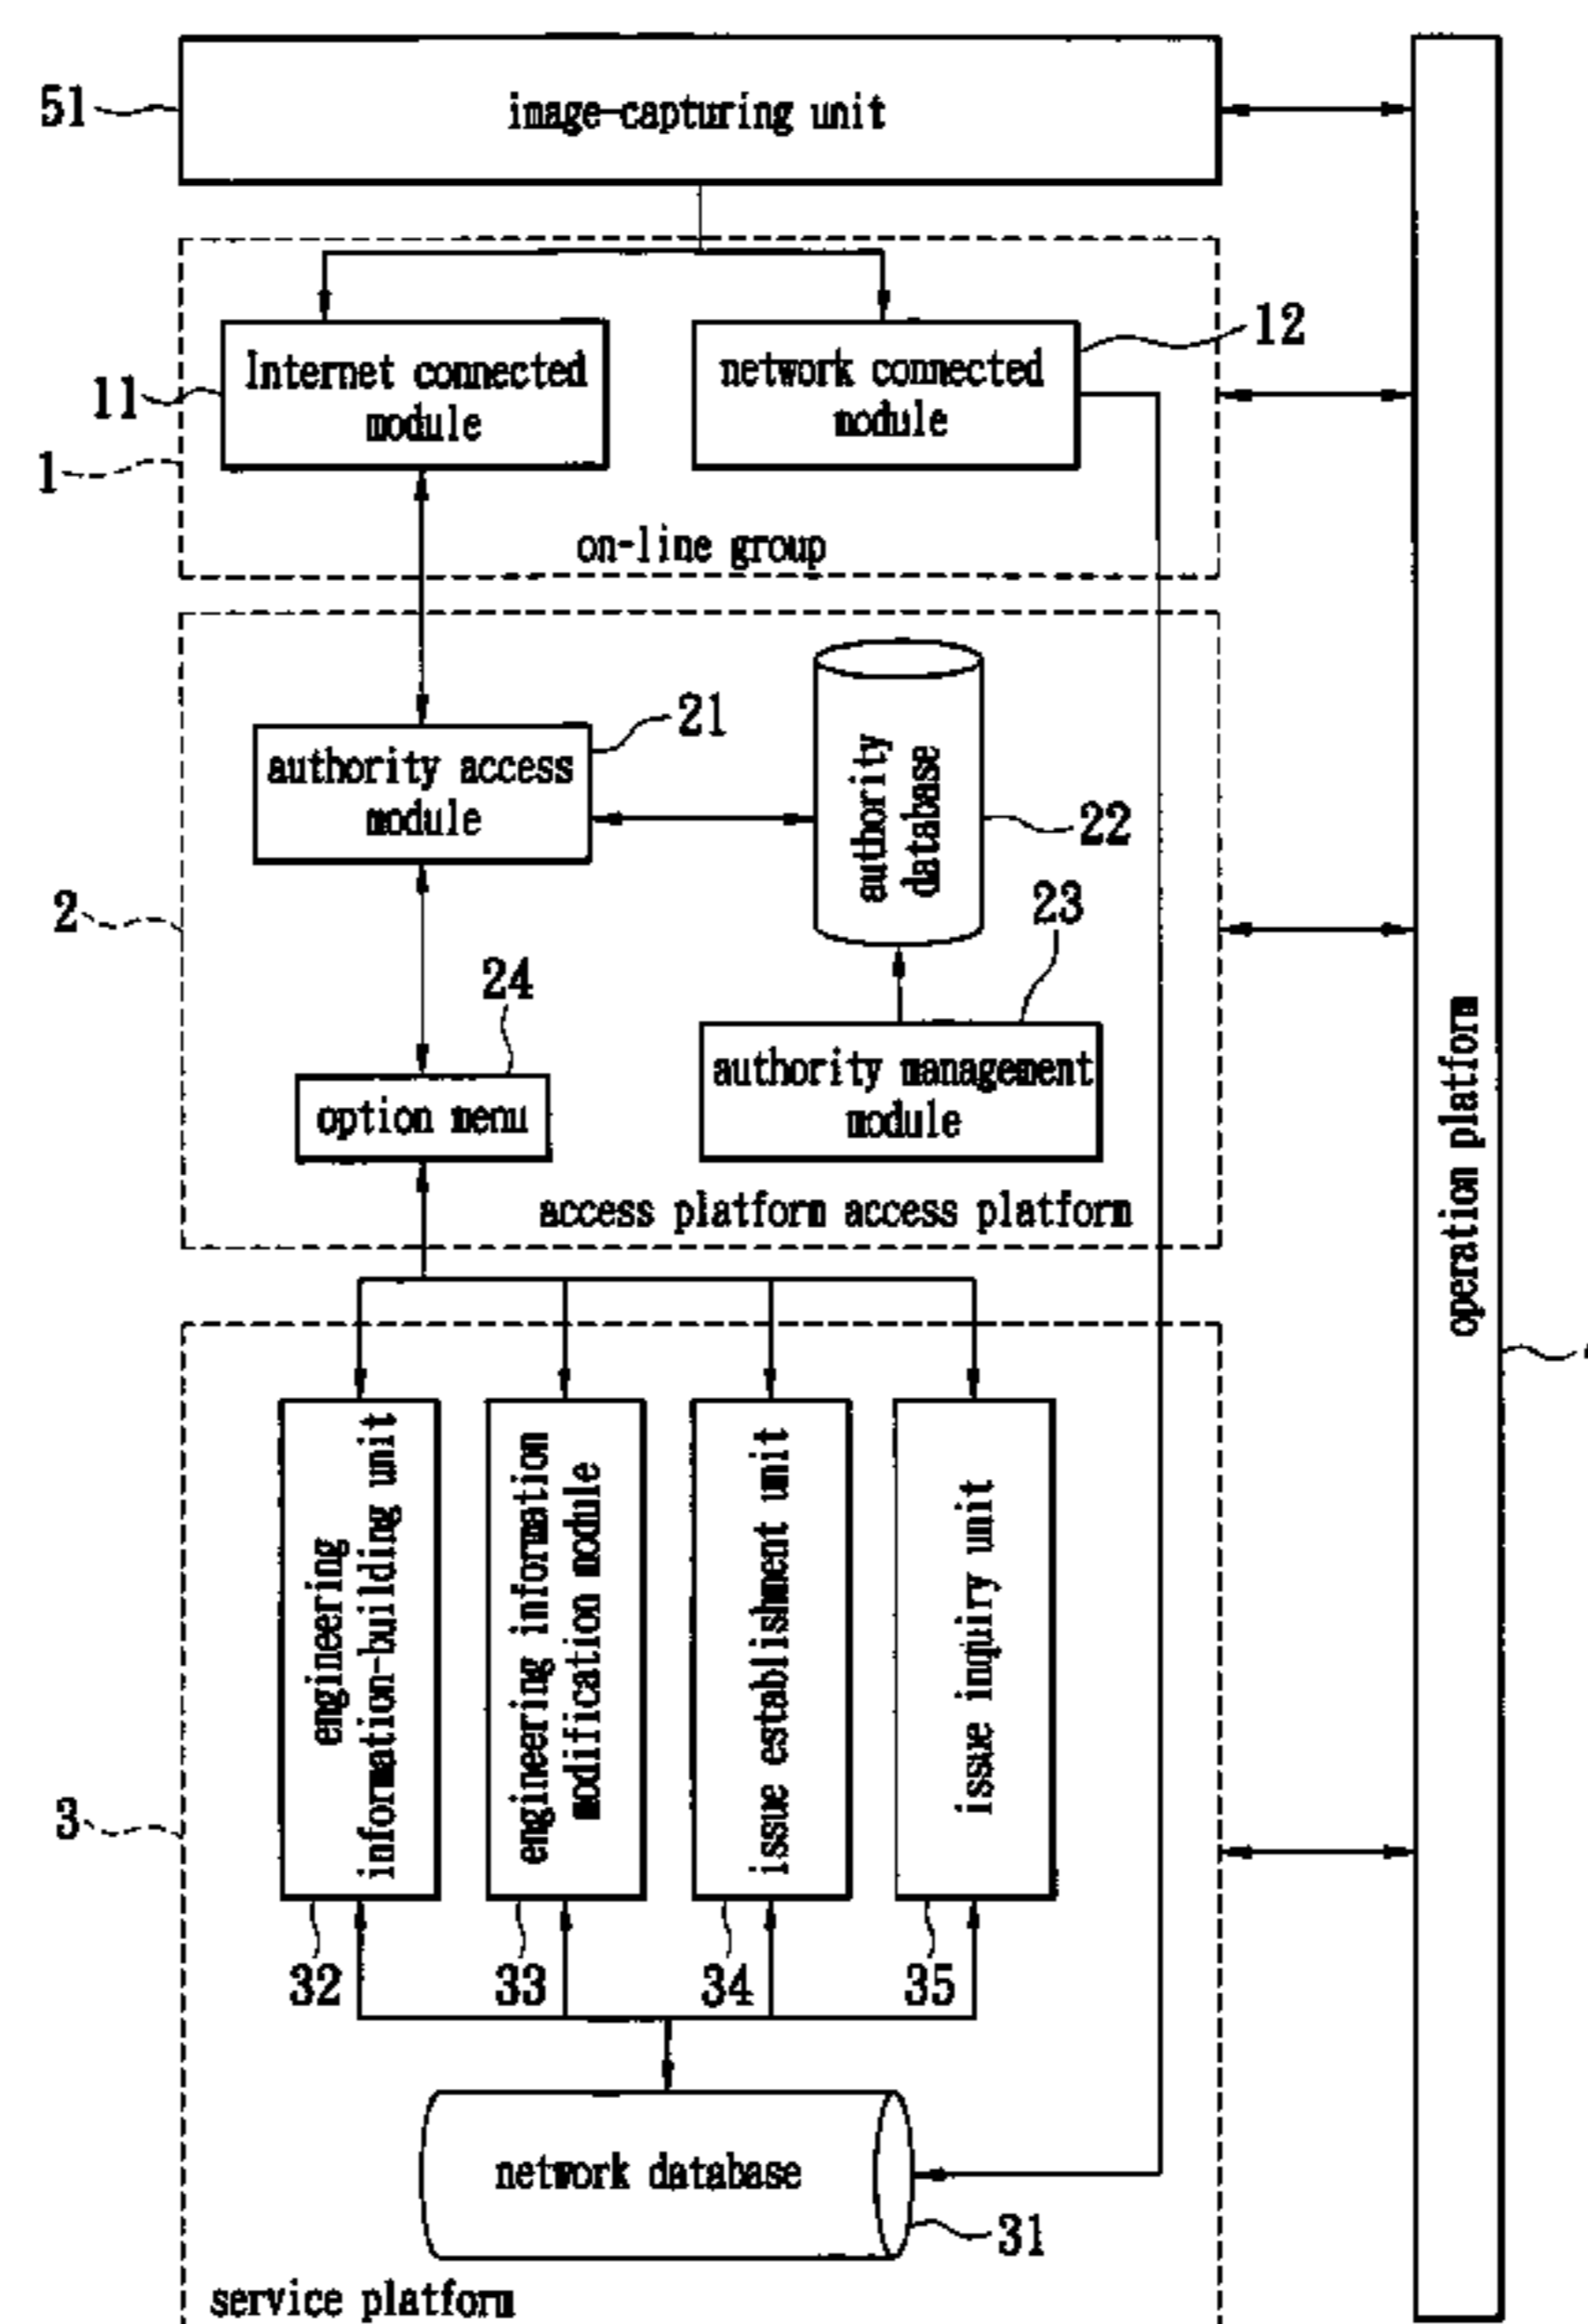 51
image-capturing unit
Internet connected
module
network connected
module
12
11
1
on-line group
21
authority access
module
authority
database
22
2
23
24
option menu
authority management
module
access platform access platform
operation platform
engineering
information-building unit
engineering information
modification module
issue establishment unit
issue inquiry unit
3
32
33
34
35
network database
31
service platform